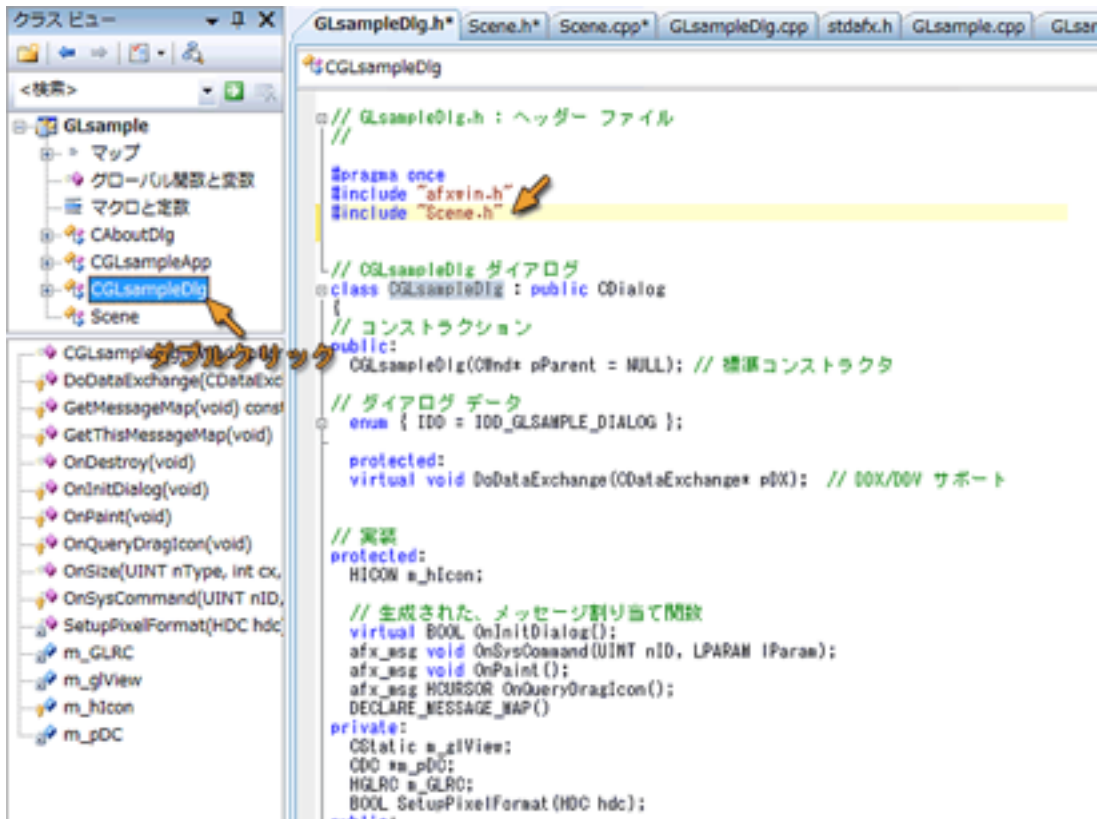 クラス ビュー
<検索>
GLsample
マップ
グローバル関数と変数
マクロと定数
CAboutDlg
CGLsampleApp
CGLsampleDlg
Scene
ダブルクリック
CGLsample
DoDataExchange(CDataExc
GetMessageMap(void) const
GetThisMessageMap(void)
OnDestroy(void)
OnInitDialog(void)
OnPaint(void)
OnQueryDragIcon(void)
OnSize(UINT nType, int cx,
OnSysCommand(UINT nID,
SetupPixelFormat(HDC hdc
m_GLRC
m_glView
m_hIcon
m_pDC
GLsampleDlg.h* Scene.h* Scene.cpp* GLsampleDlg.cpp stdafx.h GLsample.cpp GLsam
CGLsampleDlg
// GLsampleDlg.h : ヘッダー ファイル
//
#pragma once
#include "afxwin.h"
#include "Scene.h"
// CGLsampleDlg ダイアログ
class CGLsampleDlg : public CDialog
{
// コンストラクション
public:
CGLsampleDlg(CWnd* pParent = NULL); // 標準コンストラクタ
// ダイアログ データ
enum { IDD = IDD_GLSAMPLE_DIALOG };
protected:
virtual void DoDataExchange(CDataExchange* pDX); // DDX/DDV サポート
// 実装
protected:
HICON m_hIcon;
// 生成された、メッセージ割り当て関数
virtual BOOL OnInitDialog();
afx_msg void OnSysCommand(UINT nID, LPARAM lParam);
afx_msg void OnPaint();
afx_msg HCURSOR OnQueryDragIcon();
DECLARE_MESSAGE_MAP()
private:
CStatic m_glView;
CDC *m_pDC;
HGLRC m_GLRC;
BOOL SetupPixelFormat(HDC hdc);